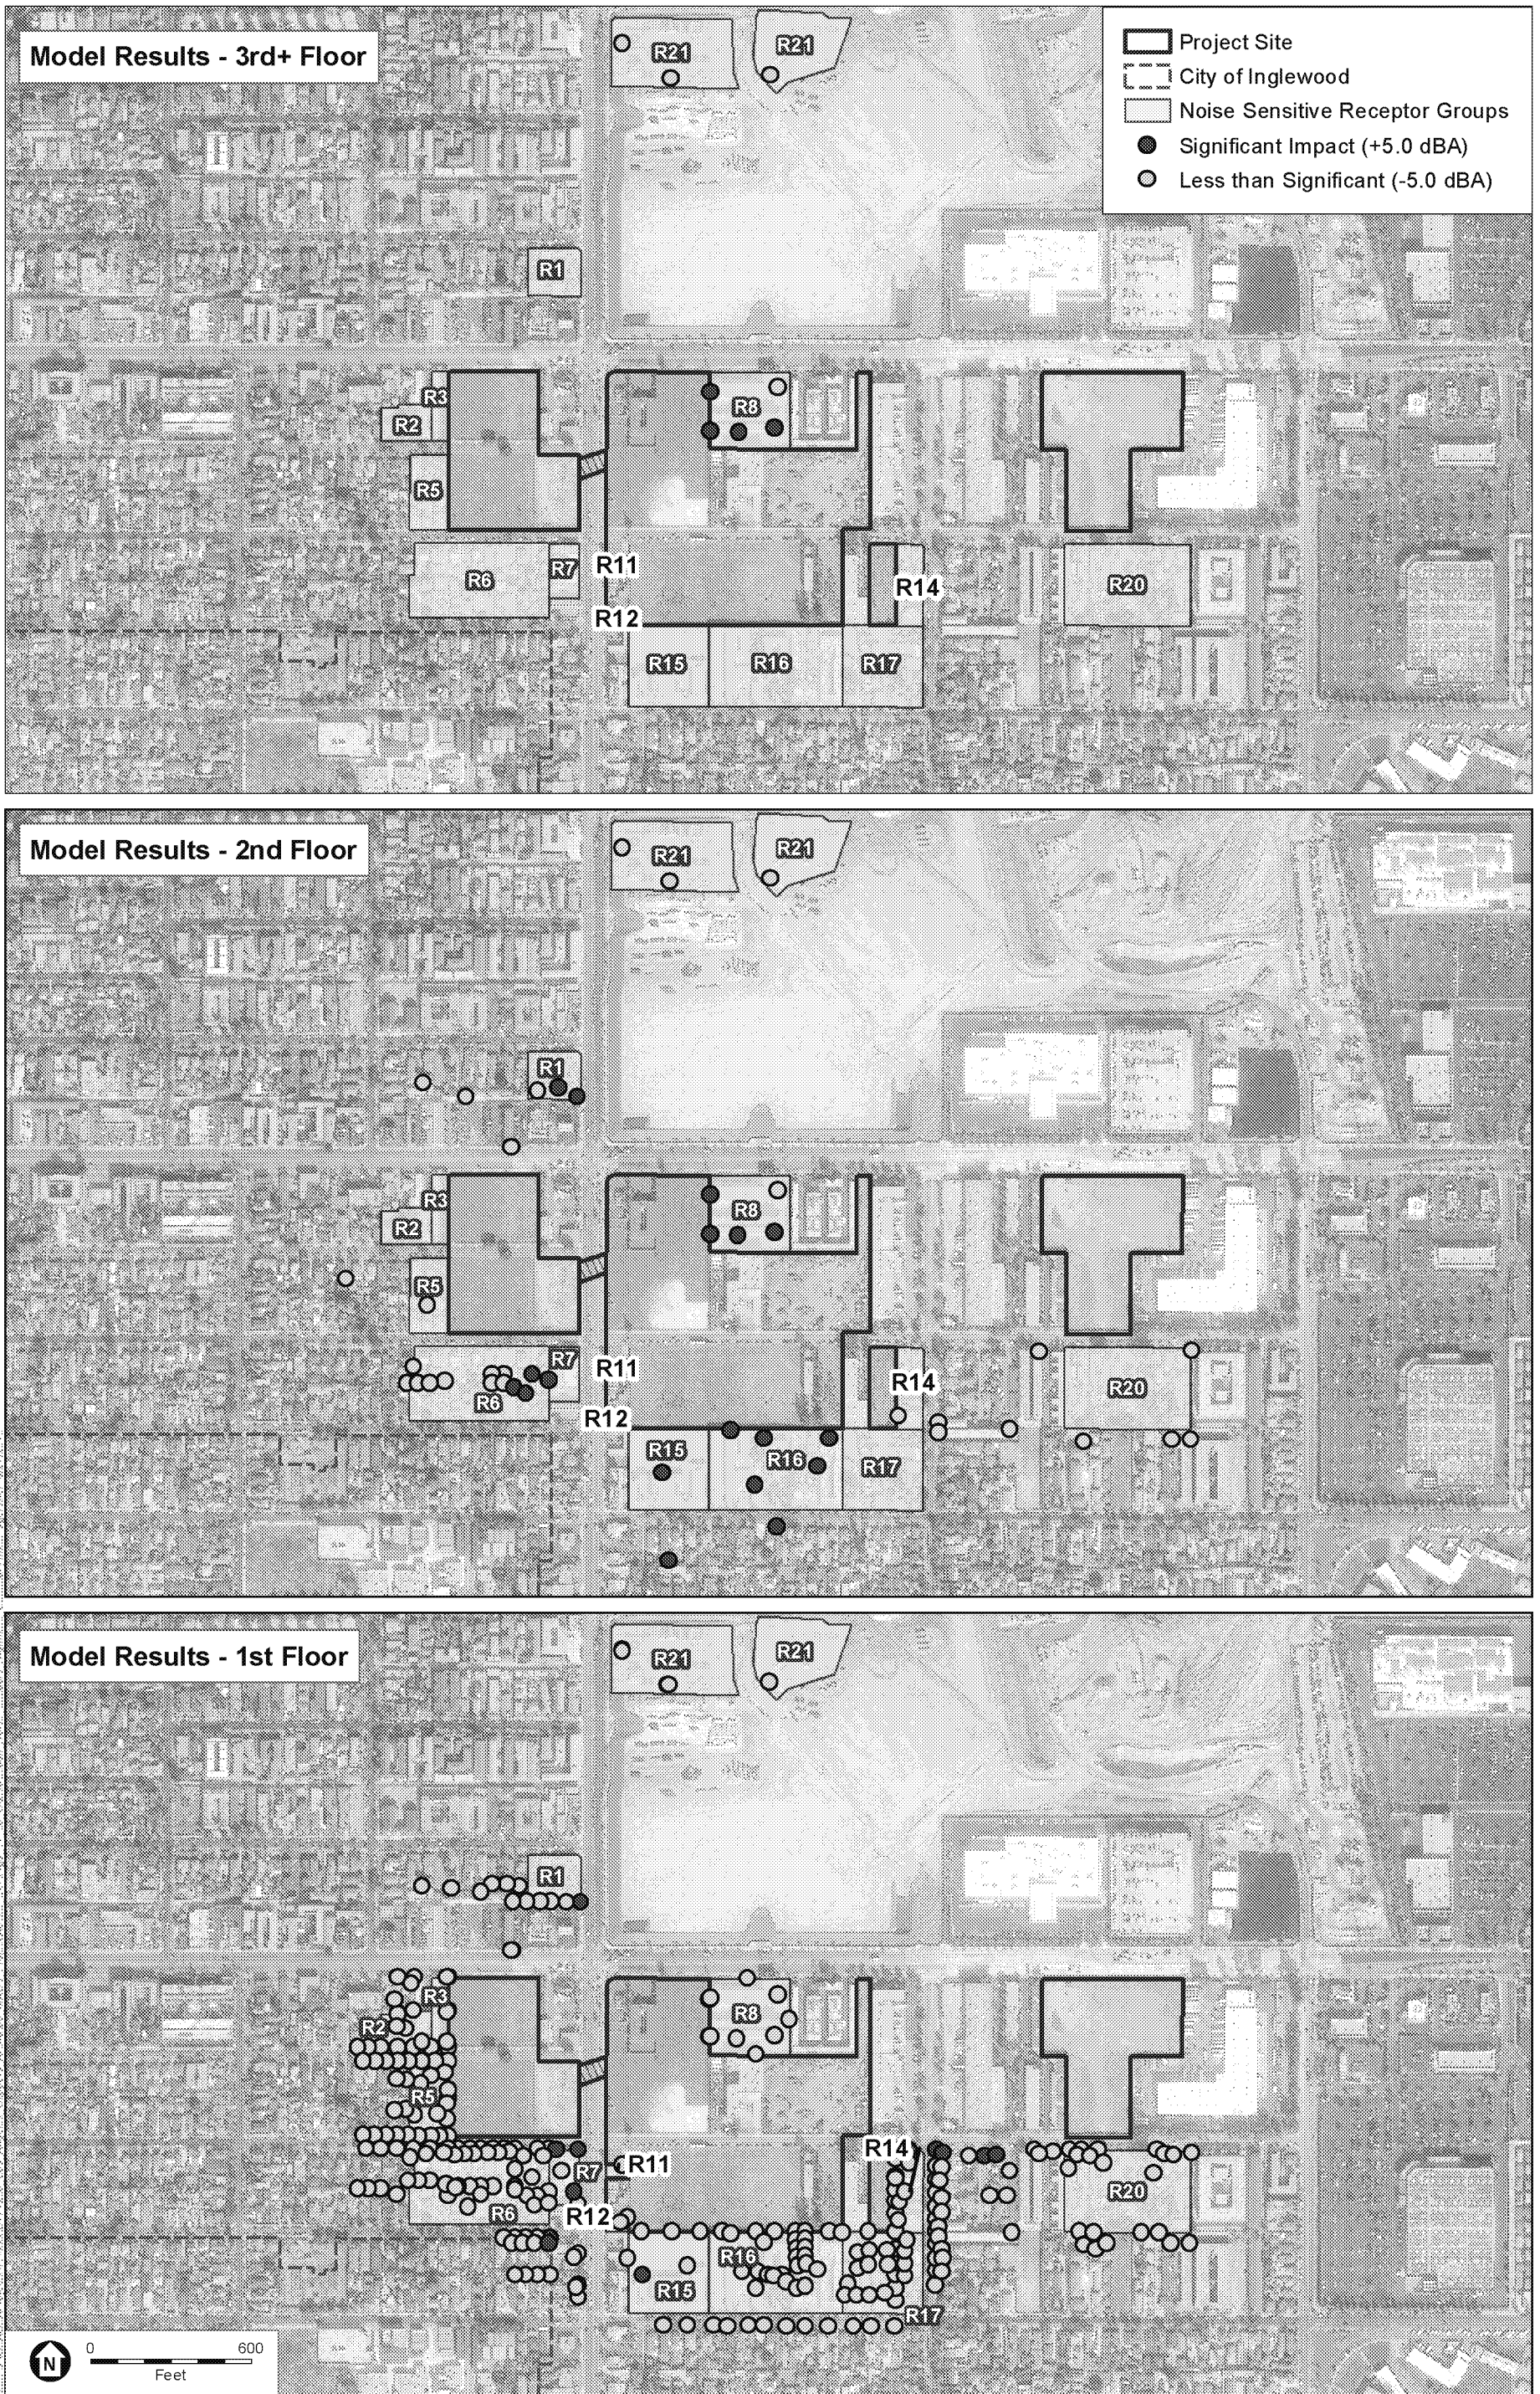 Model Results - 3rd+ Floor
R21
R21
Project Site
City of Inglewood
Noise Sensitive Receptor Groups
Significant Impact (+5.0 dBA)
Less than Significant (-5.0 dBA)
R1
R3
R2
R8
R5
R6
R7
R11
R14
R20
R12
R15
R16
R17
Model Results - 2nd Floor
R21
R21
R1
R3
R2
R8
R5
R7
R11
R14
R20
R6
R12
R15
R16
R17
Model Results - 1st Floor
R21
R21
R1
R3
R2
R8
R5
R14
R7
R11
R20
R6
R12
R16
R15
R17
N
0 600
Feet